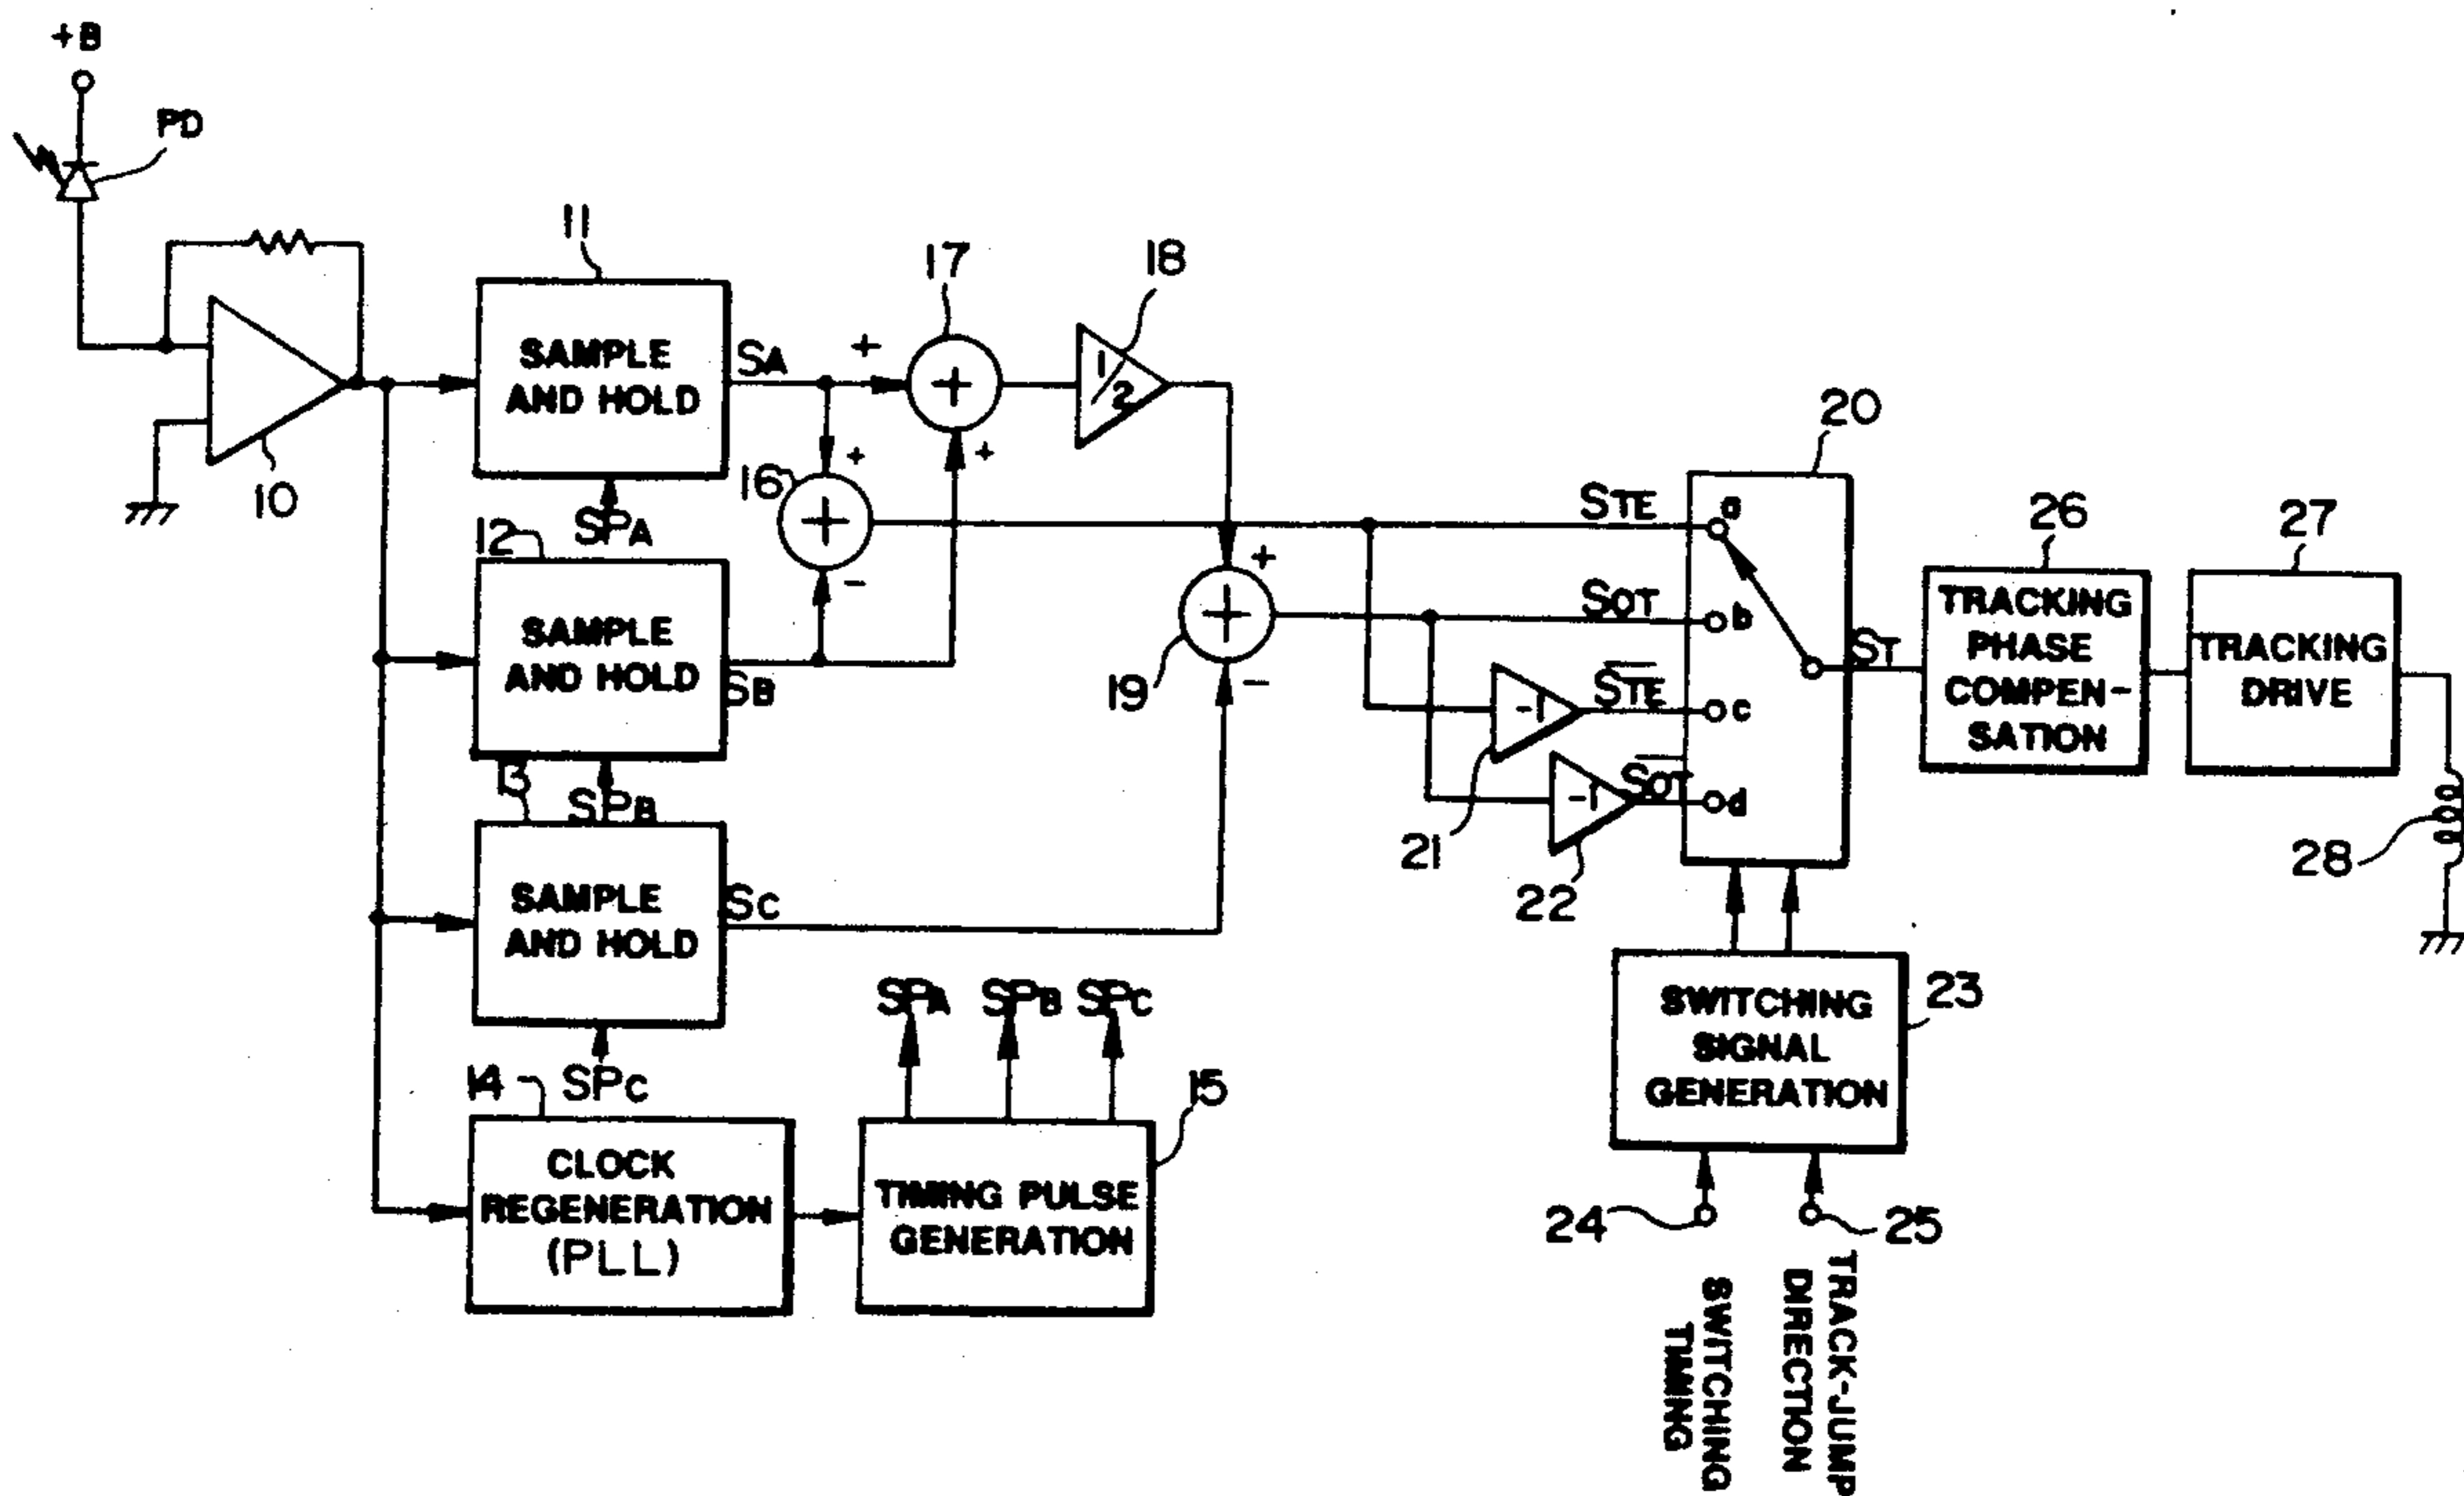 +B
PD
10
11
SAMPLE
AND HOLD
SA
SPA
12
SAMPLE
AND HOLD
SB
SPB
13
SAMPLE
AND HOLD
SC
SPC
14
CLOCK
REGENERATION
(PLL)
SPA SPB SPC
15
TIMING PULSE
GENERATION
16
+
+
-
17
+
+
+
18
1/2
19
+
+
-
STE
SOT
S̅T̅E̅
S̅O̅T̅
-1
21
-1
22
20
a
b
c
d
ST
23
SWITCHING
SIGNAL
GENERATION
24
25
SWITCHING
TIMING
TRACK-JUMP
DIRECTION
26
TRACKING
PHASE
COMPEN-
SATION
27
TRACKING
DRIVE
28